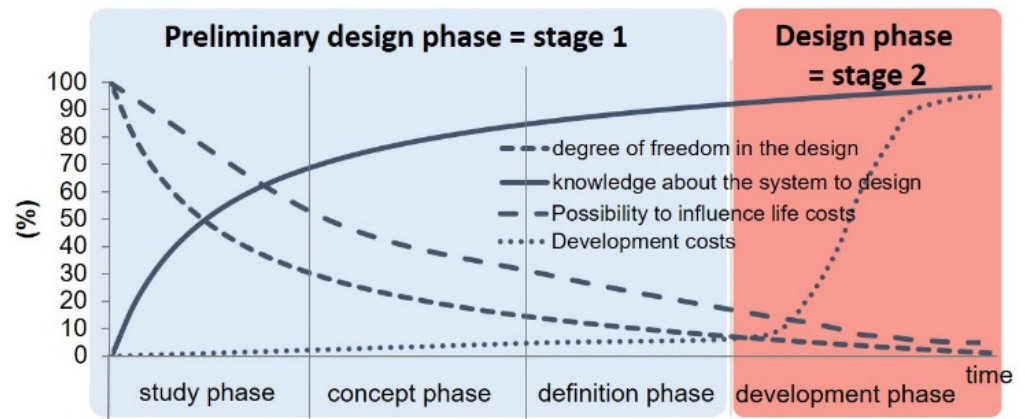 Preliminary design phase = stage 1
Design phase
= stage 2
100
90
80
70
60
50
40
30
20
10
0
(%)
degree of freedom in the design
knowledge about the system to design
Possibility to influence life costs
Development costs
time
study phase
concept phase
definition phase
development phase